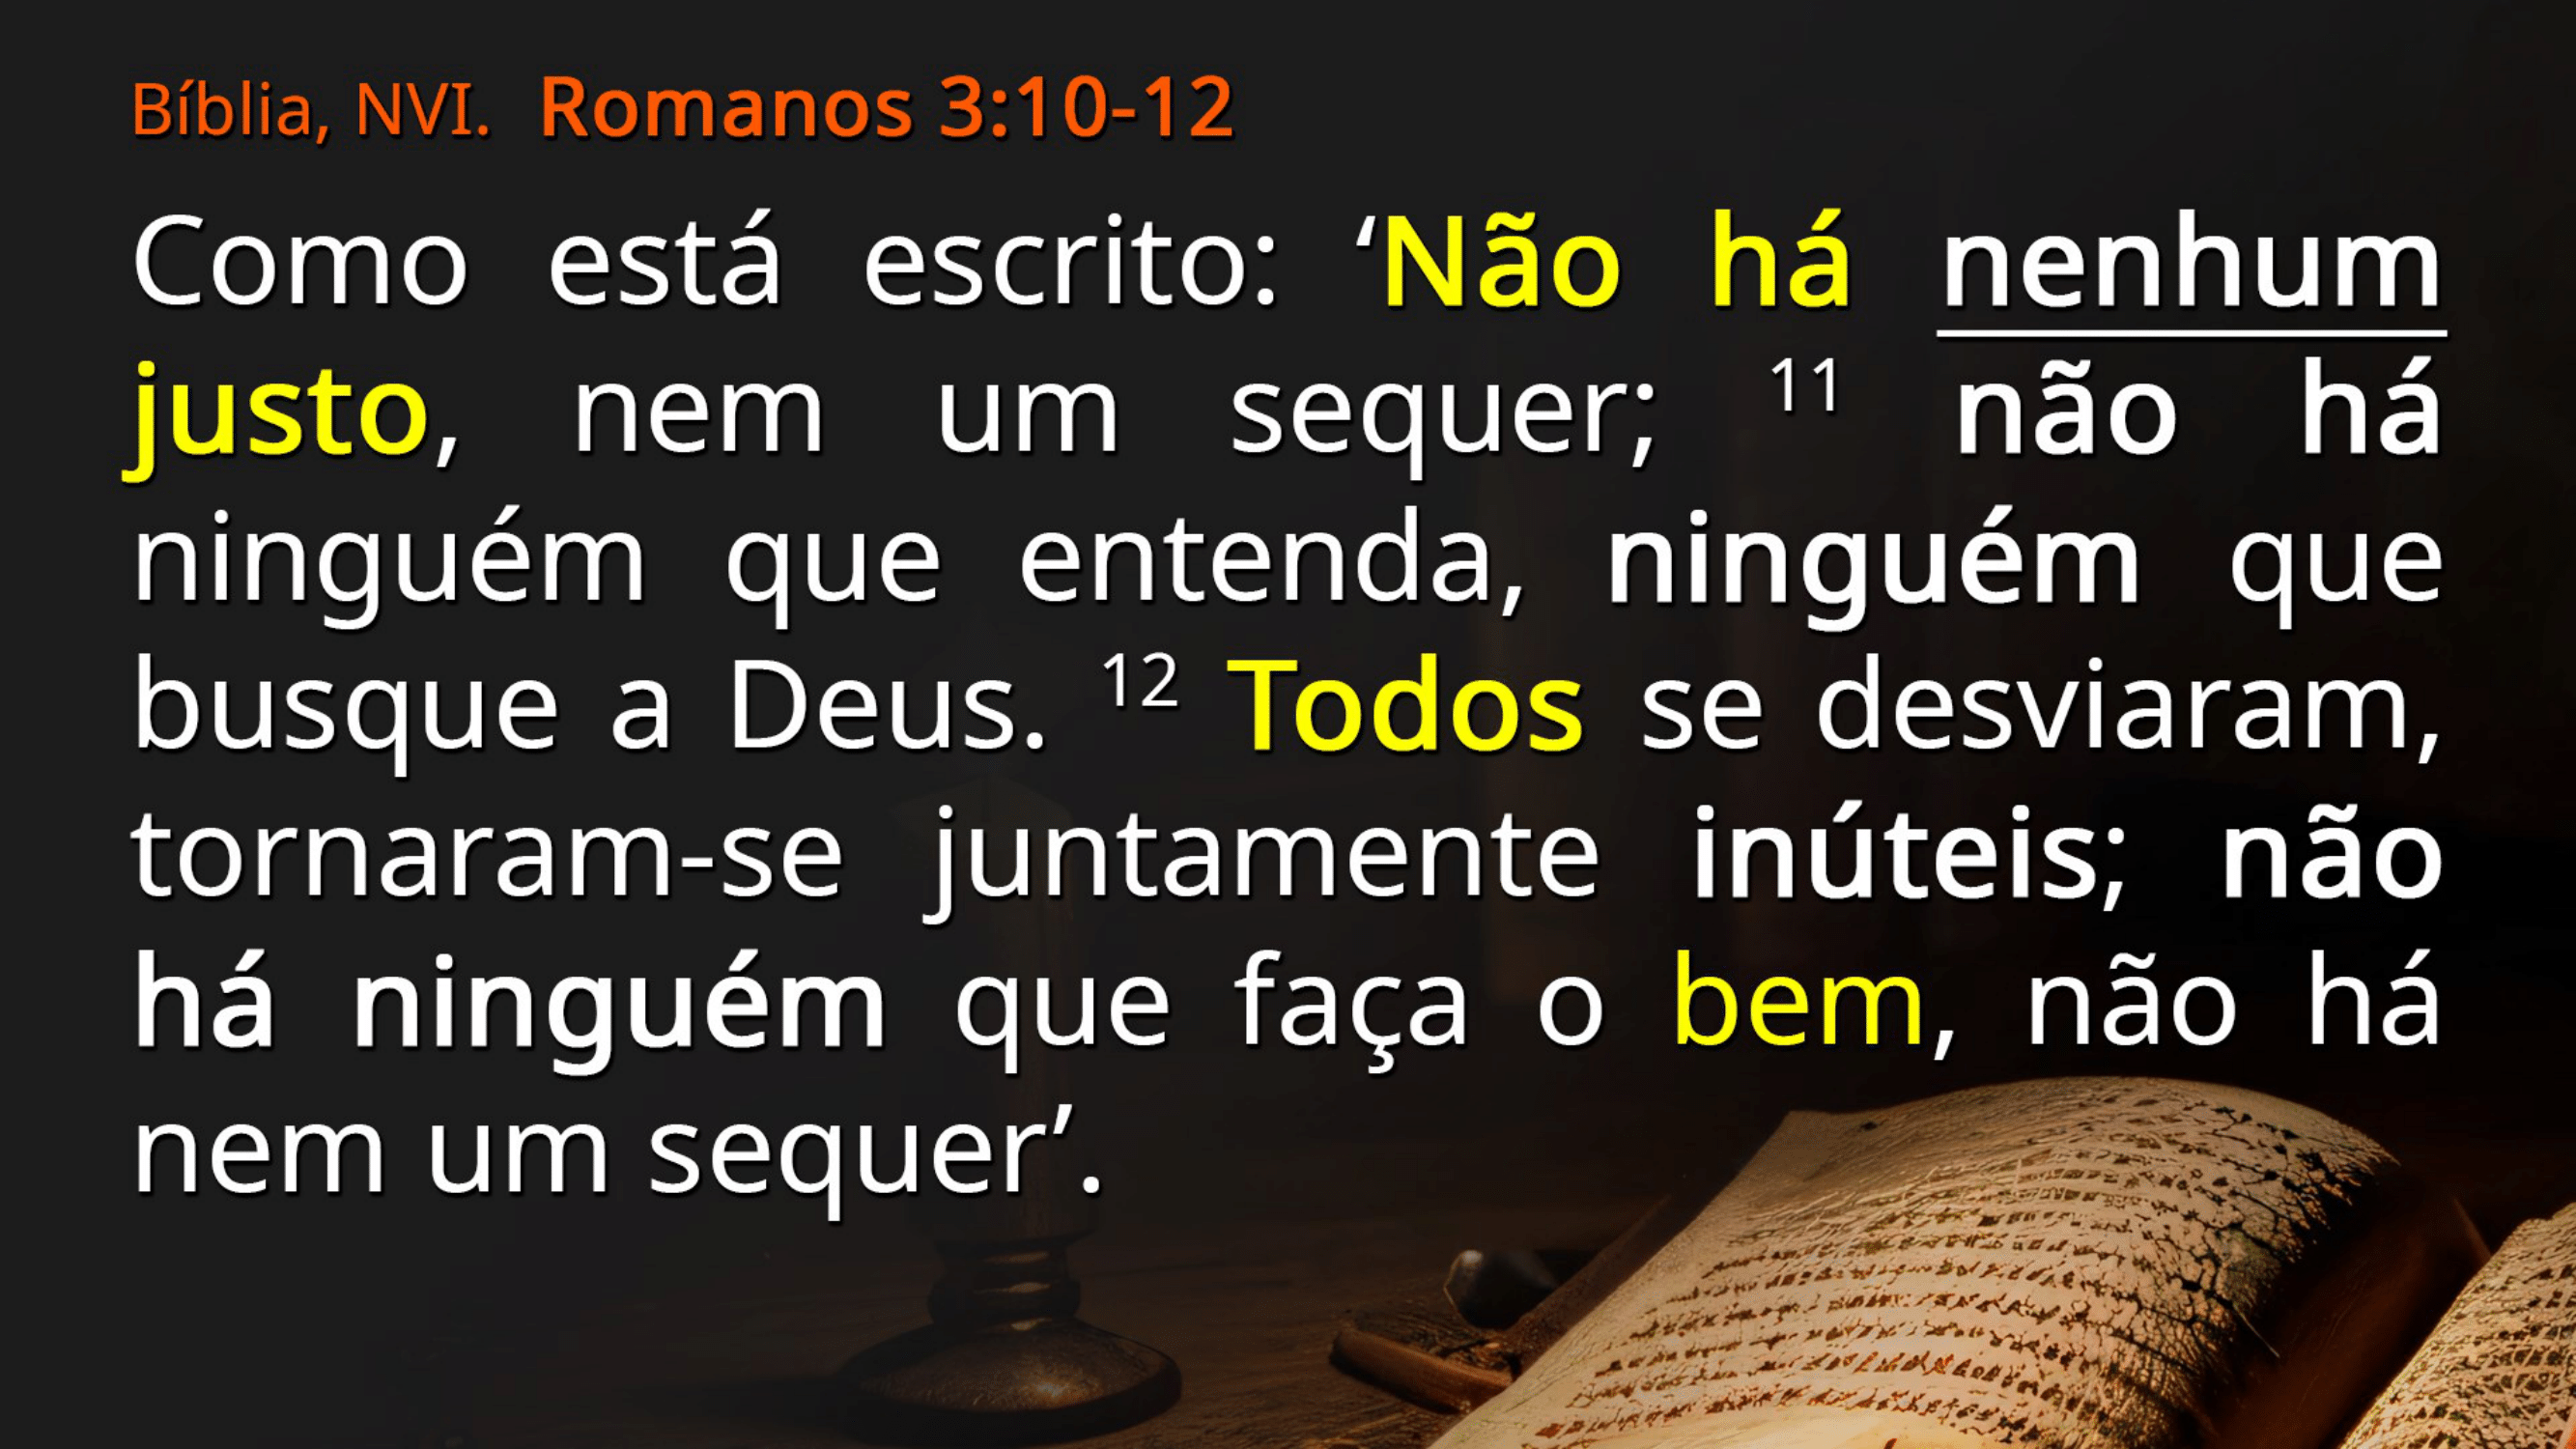 Bíblia, NVI. Romanos 3:10-12
Como está escrito: ‘Não há nenhum
justo, nem um sequer; 11 não há
ninguém que entenda, ninguém que
busque a Deus. 12 Todos se desviaram,
tornaram-se juntamente inúteis; não
há ninguém que faça o bem, não há
nem um sequer’.